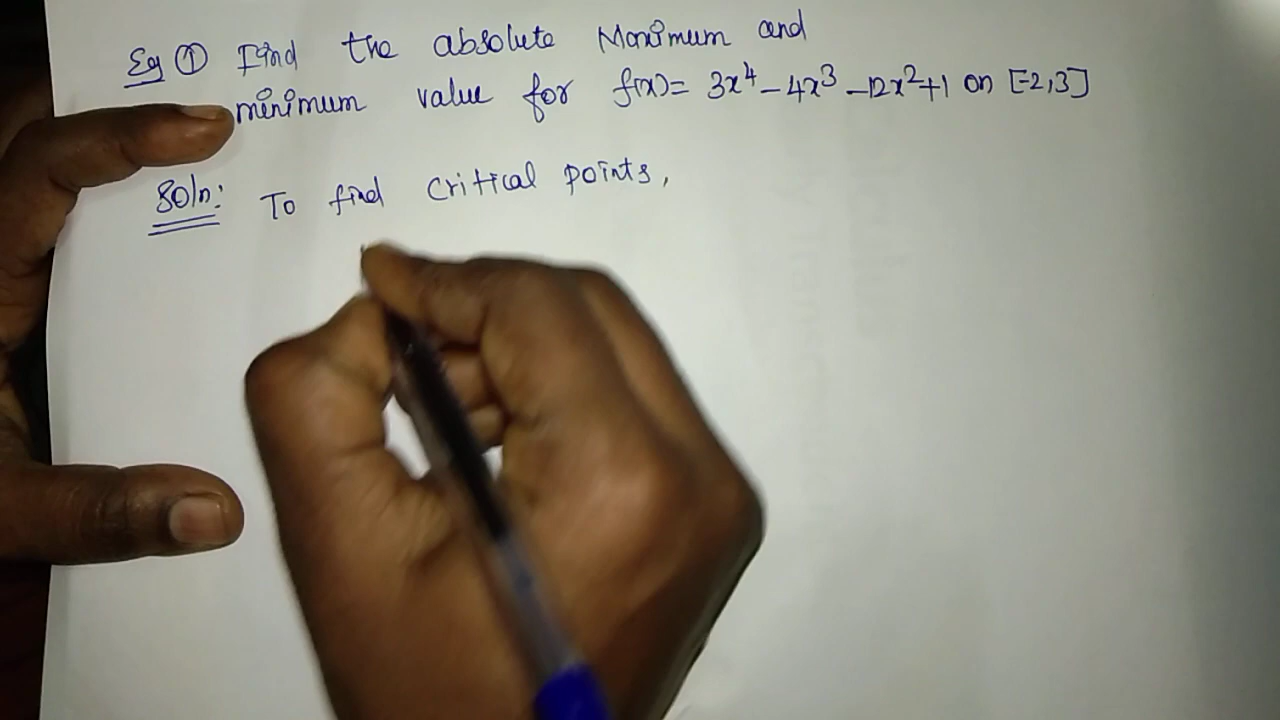 Eg ① Find the absolute Maximum and
minimum value for f(x)= 3x⁴-4x³-12x²+1 on [-2,3]
Soln: To find critical points,